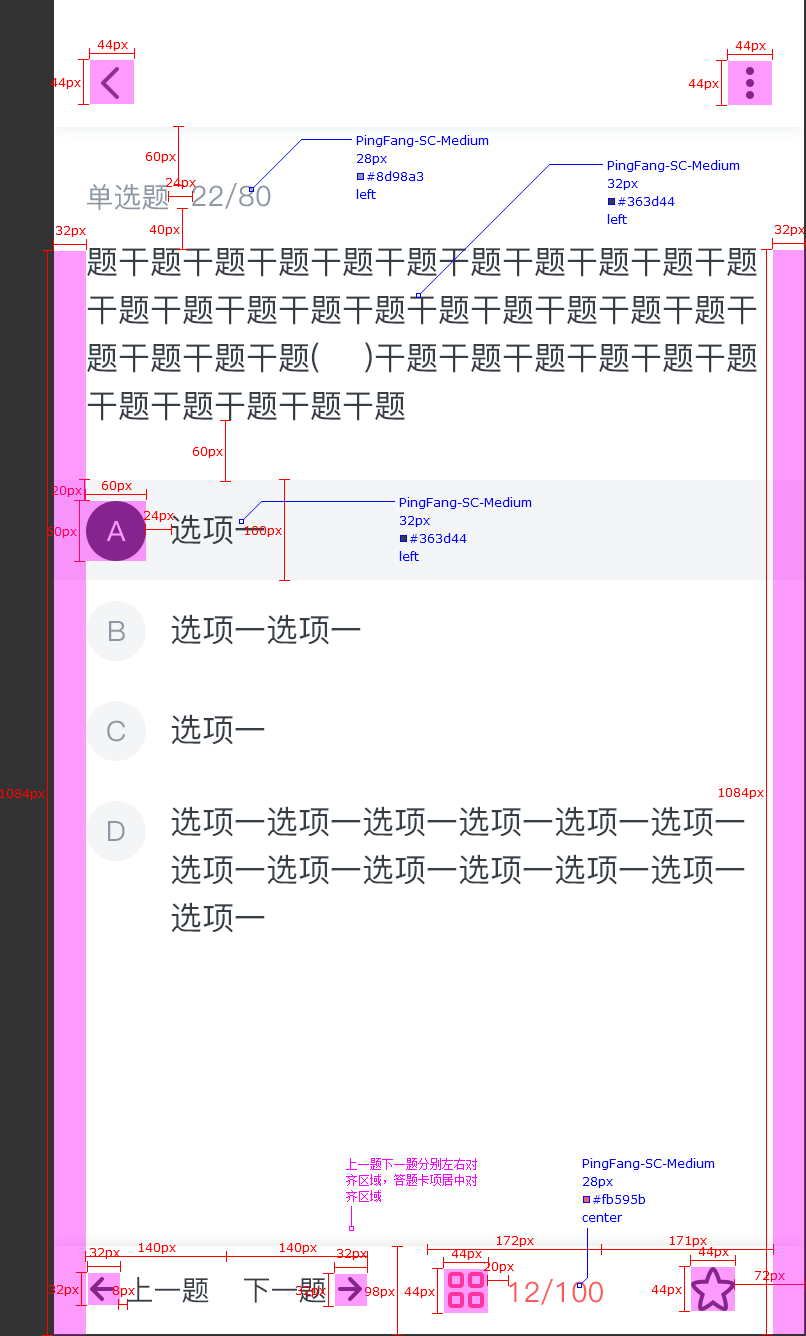 44px
44px
44px
44px
PingFang-SC-Medium
28px
#8d98a3
left
60px
24px
单选题 22/80
PingFang-SC-Medium
32px
#363d44
left
40px
32px
32px
题干题干题干题干题干题干题干题干题干题干题
干题干题干题干题干题干题干题干题干题干题干
题干题干题干题( )干题干题干题干题干题干题
干题干题干题干题干题
60px
20px
60px
PingFang-SC-Medium
32px
#363d44
left
60px
A
24px
选项一
100px
B
选项一选项一
C
选项一
1084px
1084px
D
选项一选项一选项一选项一选项一选项一
选项一选项一选项一选项一选项一选项一
选项一
上一题下一题分别左右对
齐区域，答题卡项居中对
齐区域
PingFang-SC-Medium
28px
#fb595b
center
32px
140px
140px
32px
172px
171px
44px
44px
32px
8px
上一题
下一题
32px
98px
44px
20px
12/100
44px
72px